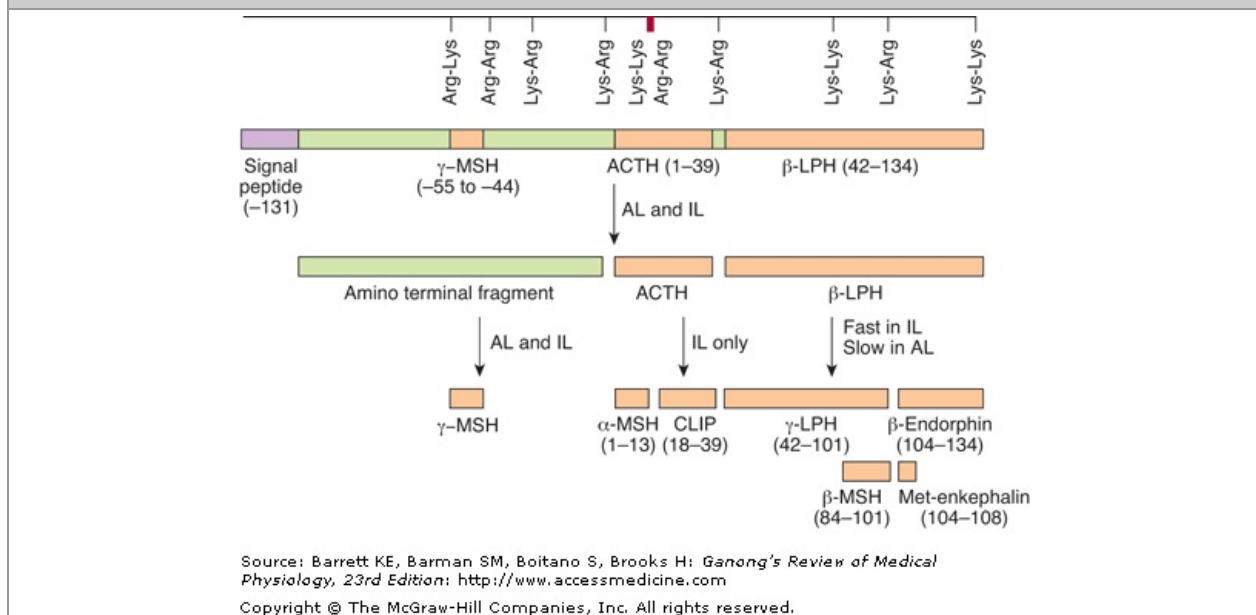 Arg-Lys
Arg-Arg
Lys-Arg
Lys-Arg
Lys-Lys
Arg-Arg
Lys-Arg
Lys-Lys
Lys-Arg
Lys-Lys
Signal
peptide
(–131)
γ–MSH
(–55 to –44)
ACTH (1–39)
β-LPH (42–134)
AL and IL
Amino terminal fragment
ACTH
β-LPH
AL and IL
IL only
Fast in IL
Slow in AL
γ–MSH
α-MSH
(1–13)
CLIP
(18–39)
γ-LPH
(42–101)
β-Endorphin
(104–134)
β-MSH
(84–101)
Met-enkephalin
(104–108)
Source: Barrett KE, Barman SM, Boitano S, Brooks H: Ganong's Review of Medical
Physiology, 23rd Edition: http://www.accessmedicine.com
Copyright © The McGraw-Hill Companies, Inc. All rights reserved.